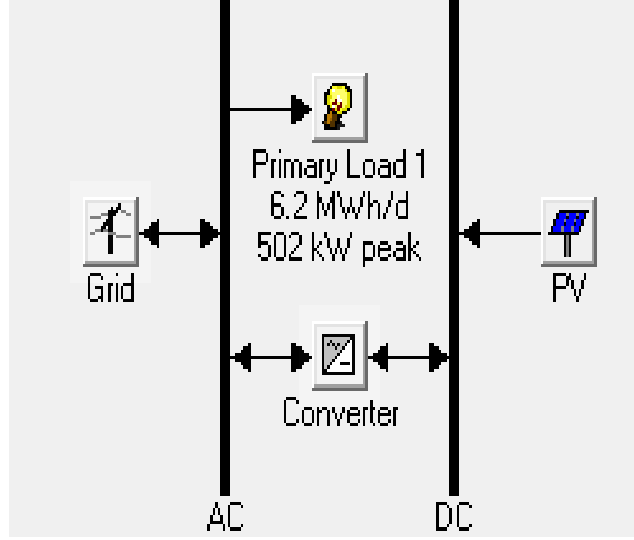 Primary Load 1
6.2 MWh/d
502 kW peak
Grid
PV
Converter
AC
DC